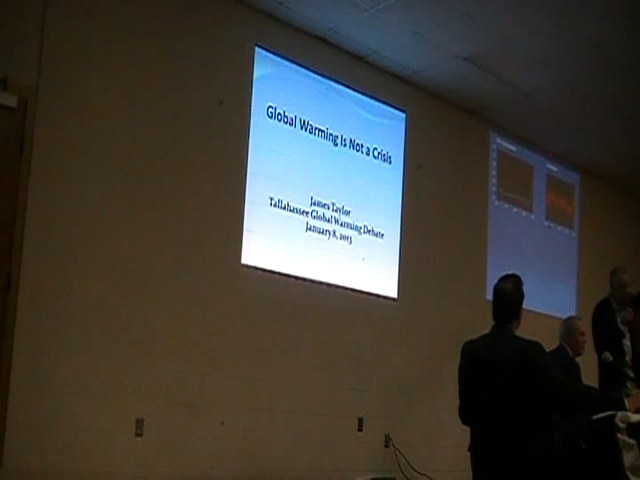 Global Warming Is Not a Crisis
James Taylor
Tallahassee Global Warming Debate
January 8, 2013